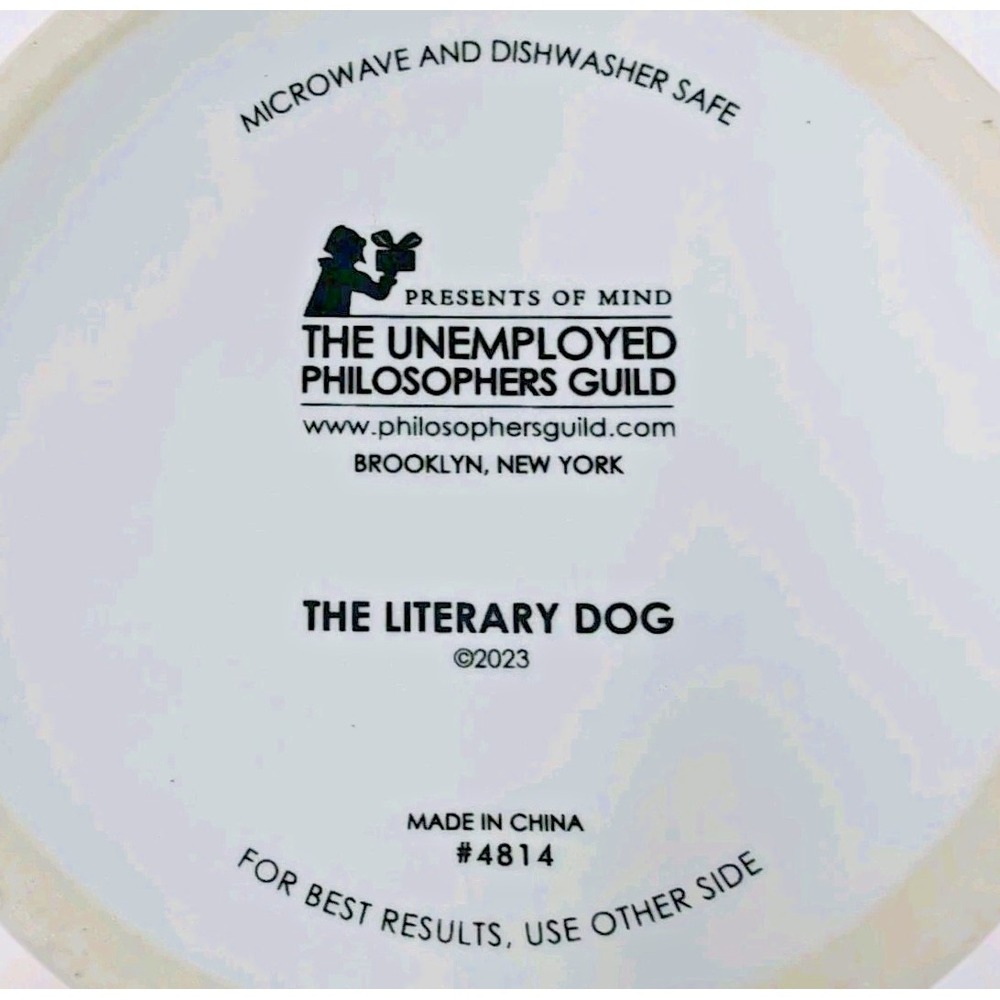 MICROWAVE AND DISHWASHER SAFE
PRESENTS OF MIND
THE UNEMPLOYED
PHILOSOPHERS GUILD
www.philosophersguild.com
BROOKLYN, NEW YORK
THE LITERARY DOG
©2023
MADE IN CHINA
#4814
FOR BEST RESULTS, USE OTHER SIDE